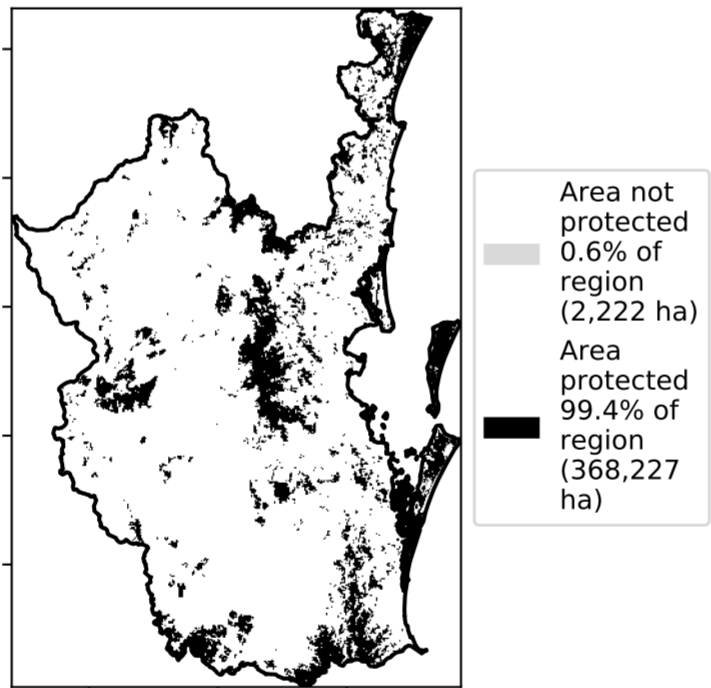 Area not
protected
0.6% of
region
(2,222 ha)
Area
protected
99.4% of
region
(368,227
ha)